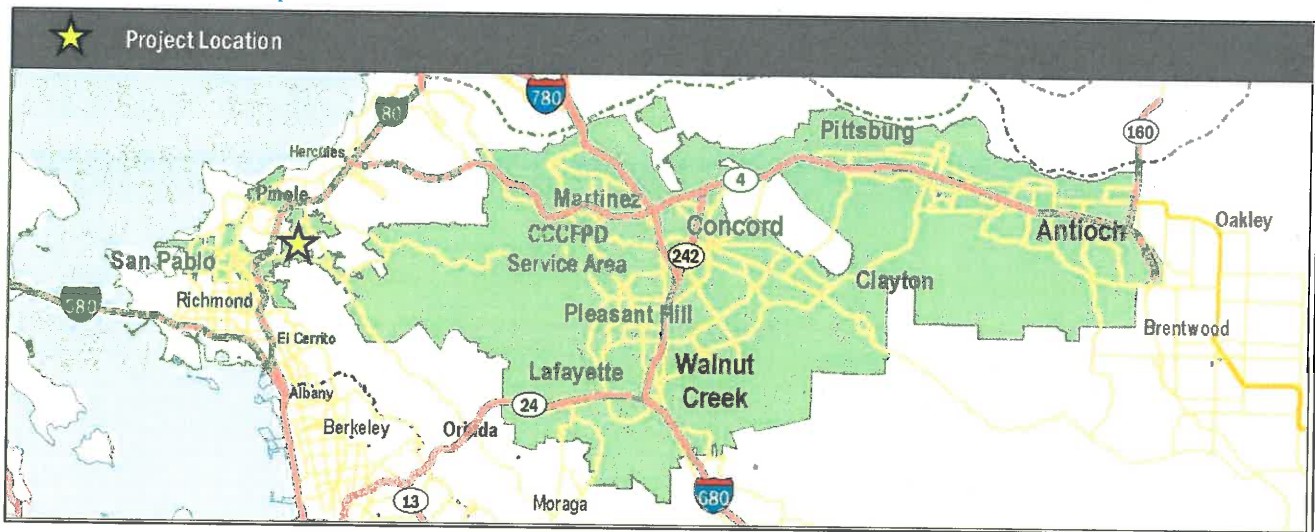 Project Location
780
80
Pittsburg
160
Hercules
4
Pinole
Martinez
Oakley
Concord
Antioch
CCCFPD
Service Area
San Pablo
242
Clayton
Richmond
Pleasant Hill
Brentwood
El Cerrito
Walnut
Creek
Lafayette
Albany
24
Berkeley
Orinda
13
Moraga
680